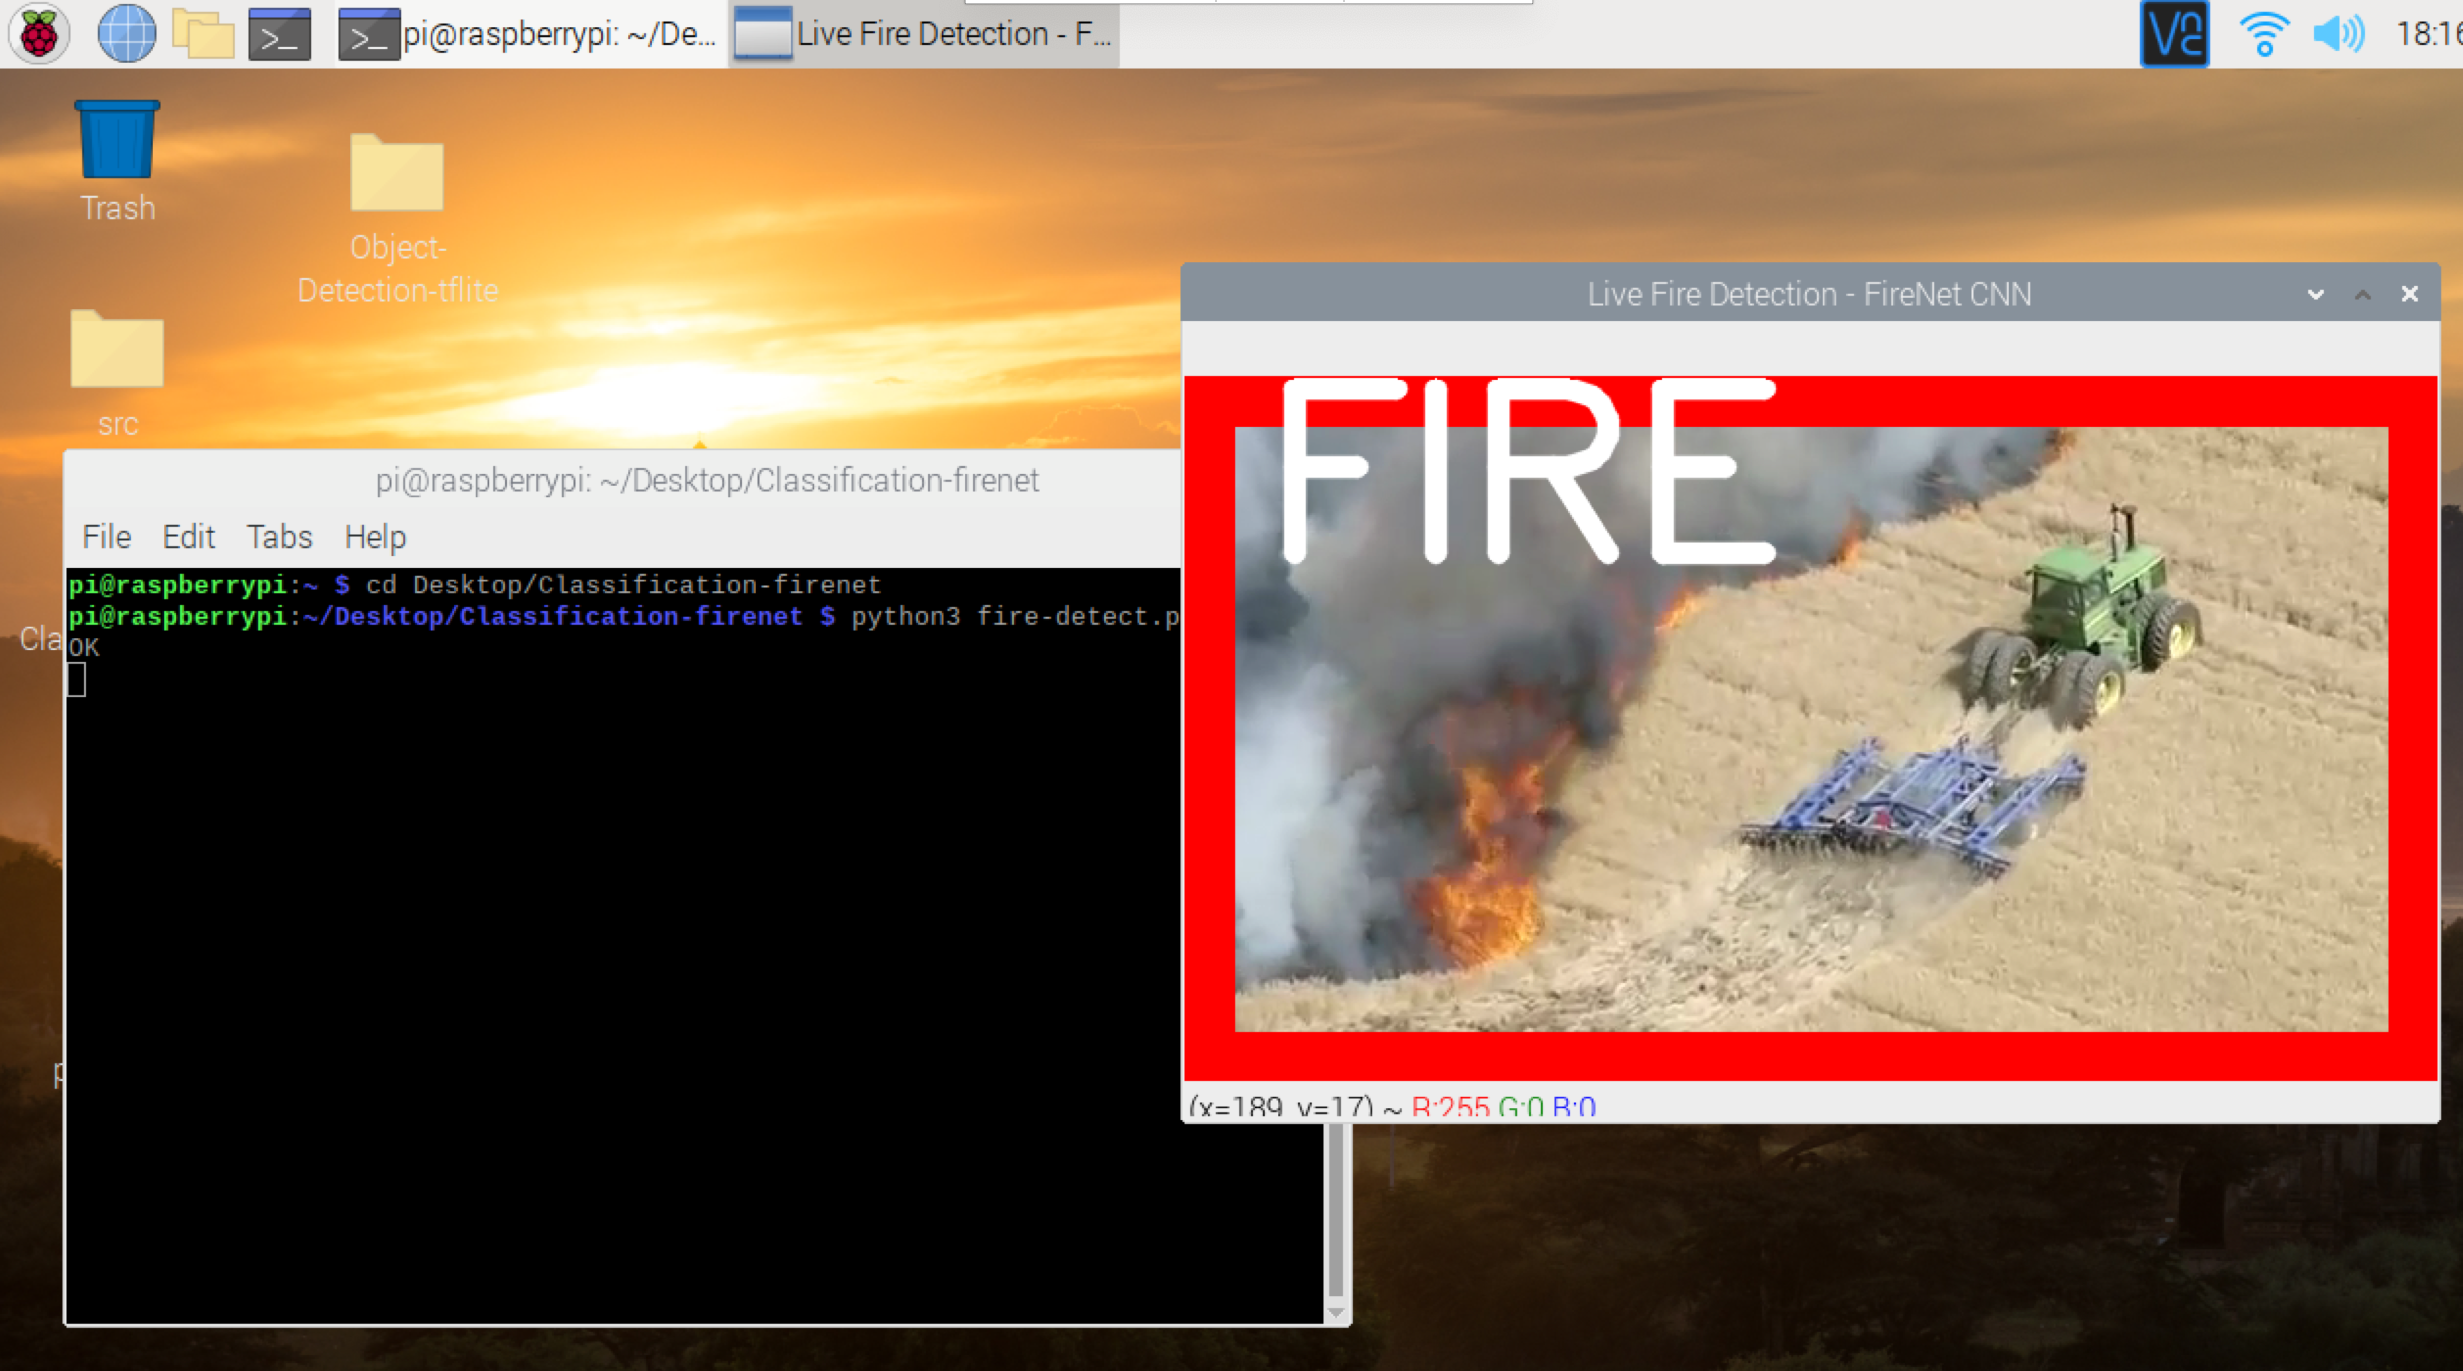 pi@raspberrypi: ~/De...
Live Fire Detection - F...
VNC
Trash
Object-
Detection-tflite
src
Live Fire Detection - FireNet CNN
FIRE
(x=189, y=17) ~ R:255 G:0 B:0
pi@raspberrypi: ~/Desktop/Classification-firenet
File Edit Tabs Help
pi@raspberrypi:~ $ cd Desktop/Classification-firenet
pi@raspberrypi:~/Desktop/Classification-firenet $ python3 fire-detect.p
OK
Cla